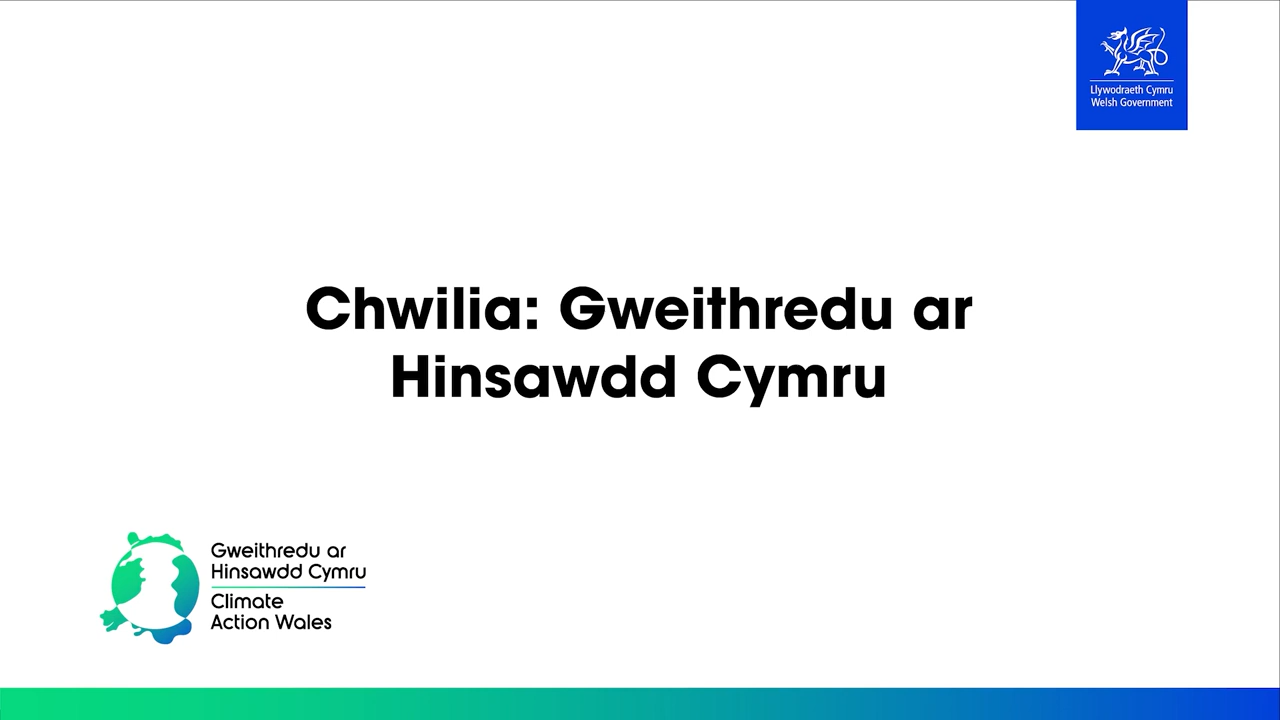 Llywodraeth Cymru
Welsh Government
Chwilia: Gweithredu ar
Hinsawdd Cymru
Gweithredu ar
Hinsawdd Cymru
Climate
Action Wales